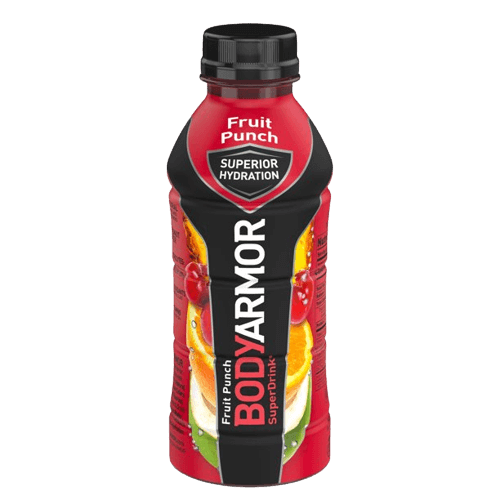 Fruit
Punch
SUPERIOR
HYDRATION
Fruit Punch
BODYARMOR
SuperDrink